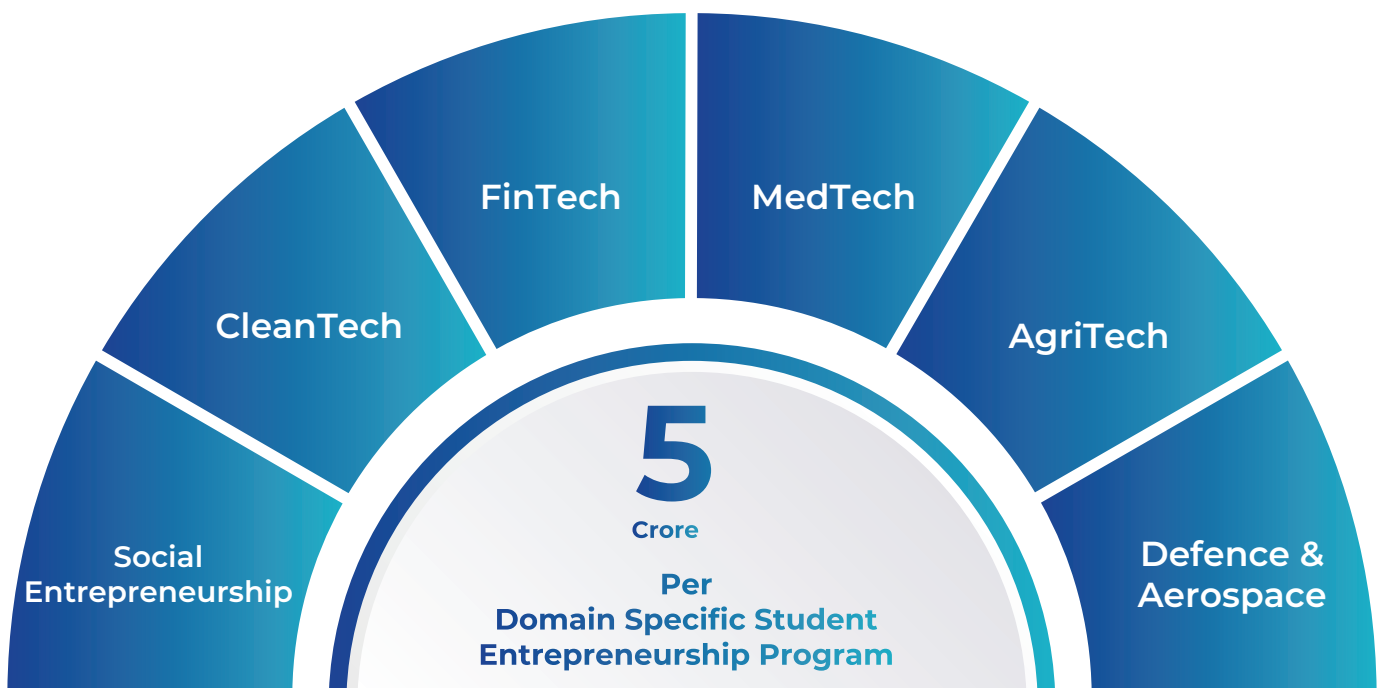 FinTech
MedTech
CleanTech
AgriTech
Social
Entrepreneurship
Defence &
Aerospace
5
Crore
Per
Domain Specific Student
Entrepreneurship Program